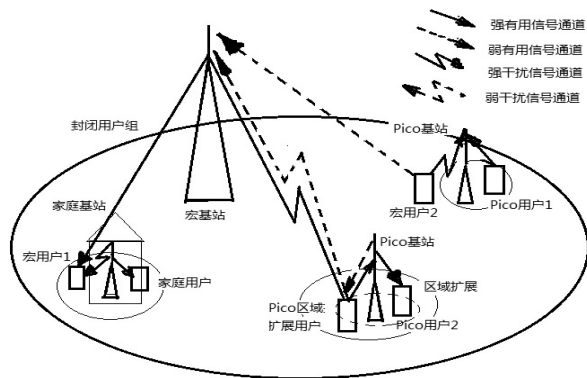 强有用信号通道
弱有用信号通道
强干扰信号通道
弱干扰信号通道
封闭用户组
Pico基站
家庭基站
宏基站
宏用户2
Pico用户1
宏用户1
家庭用户
Pico基站
区域扩展
Pico区域
扩展用户
Pico用户2